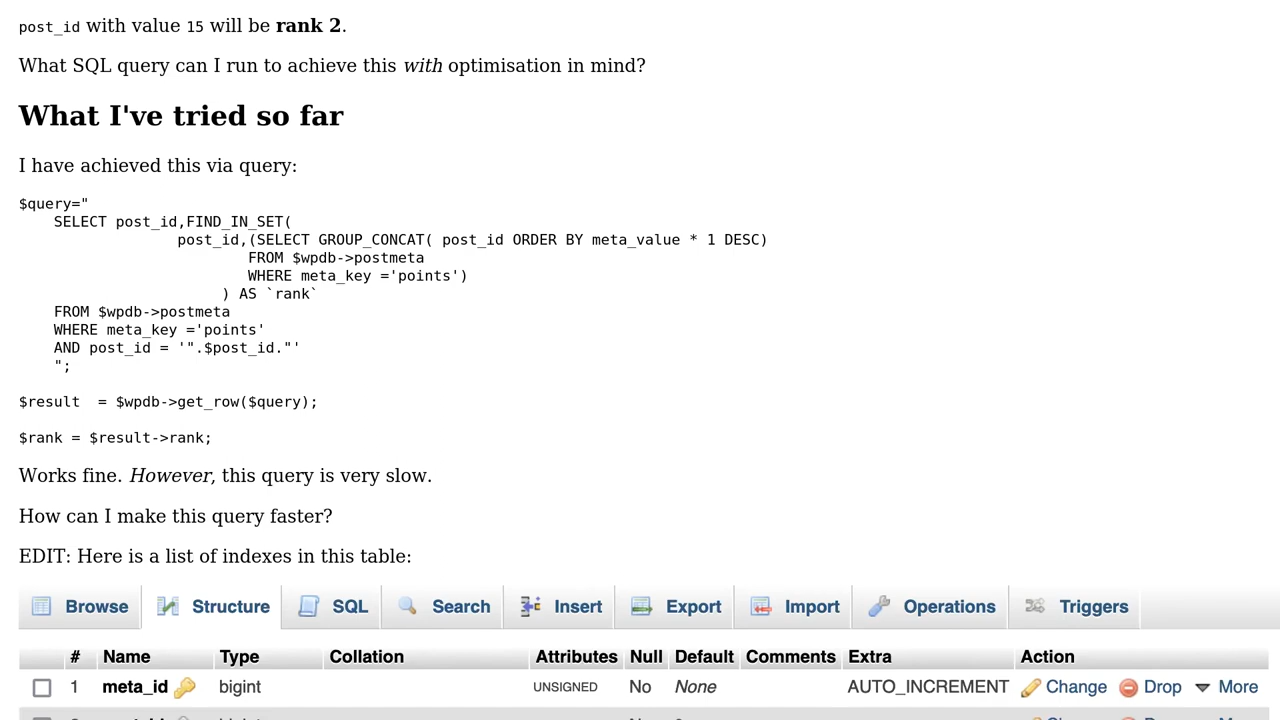 post_id with value 15 will be rank 2.
What SQL query can I run to achieve this with optimisation in mind?
What I've tried so far
I have achieved this via query:
$query="
    SELECT post_id,FIND_IN_SET(
                  post_id,(SELECT GROUP_CONCAT( post_id ORDER BY meta_value * 1 DESC)
                          FROM $wpdb->postmeta
                          WHERE meta_key ='points')
                       ) AS `rank`
    FROM $wpdb->postmeta
    WHERE meta_key ='points'
    AND post_id = '".$post_id."'
    ";
$result  = $wpdb->get_row($query);
$rank = $result->rank;
Works fine. However, this query is very slow.
How can I make this query faster?
EDIT: Here is a list of indexes in this table:
Browse Structure SQL Search Insert Export Import Operations Triggers
# Name Type Collation Attributes Null Default Comments Extra Action
1 meta_id bigint UNSIGNED No None AUTO_INCREMENT Change Drop More